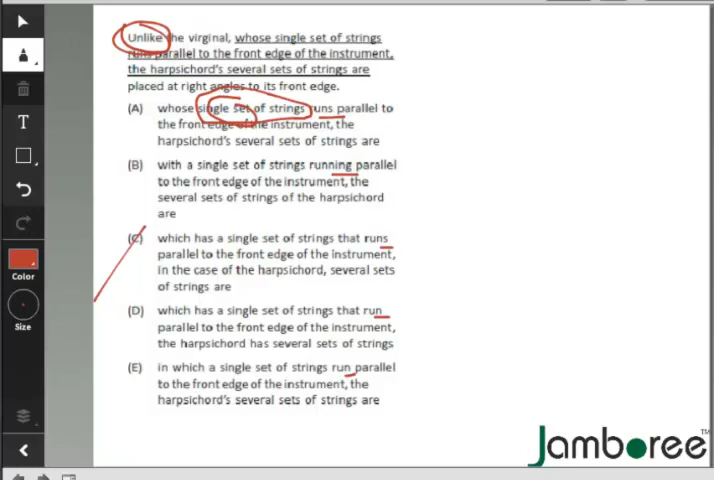 Unlike the virginal, whose single set of strings
runs parallel to the front edge of the instrument,
the harpsichord's several sets of strings are
placed at right angles to its front edge.
(A) whose single set of strings runs parallel to
the front edge of the instrument, the
harpsichord's several sets of strings are
(B) with a single set of strings running parallel
to the front edge of the instrument, the
several sets of strings of the harpsichord
are
(C) which has a single set of strings that runs
parallel to the front edge of the instrument,
in the case of the harpsichord, several sets
of strings are
(D) which has a single set of strings that run
parallel to the front edge of the instrument,
the harpsichord has several sets of strings
(E) in which a single set of strings run parallel
to the front edge of the instrument, the
harpsichord's several sets of strings are
T
Color
Size
Jamboree™